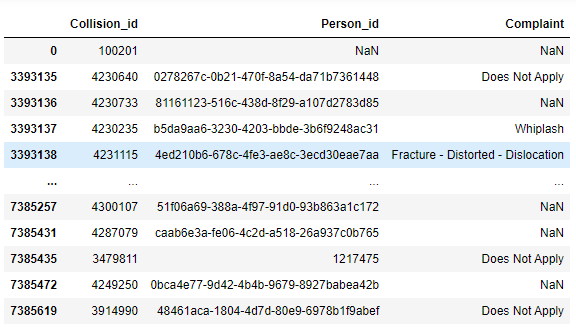 Collision_id Person_id Complaint
0 100201 NaN NaN
3393135 4230640 0278267c-0b21-470f-8a54-da71b7361448 Does Not Apply
3393136 4230733 81161123-516c-438d-8f29-a107d2783d85 NaN
3393137 4230235 b5da9aa6-3230-4203-bbde-3b6f9248ac31 Whiplash
3393138 4231115 4ed210b6-678c-4fe3-ae8c-3ecd30eae7aa Fracture - Distorted - Dislocation
... ... ... ...
7385257 4300107 51f06a69-388a-4f97-91d0-93b863a1c172 NaN
7385431 4287079 caab6e3a-fe06-4c2d-a518-26a937c0b765 NaN
7385435 3479811 1217475 Does Not Apply
7385472 4249250 0bca4e77-9d42-4b4b-9679-8927babea42b NaN
7385619 3914990 48461aca-1804-4d7d-80e9-6978b1f9abef Does Not Apply